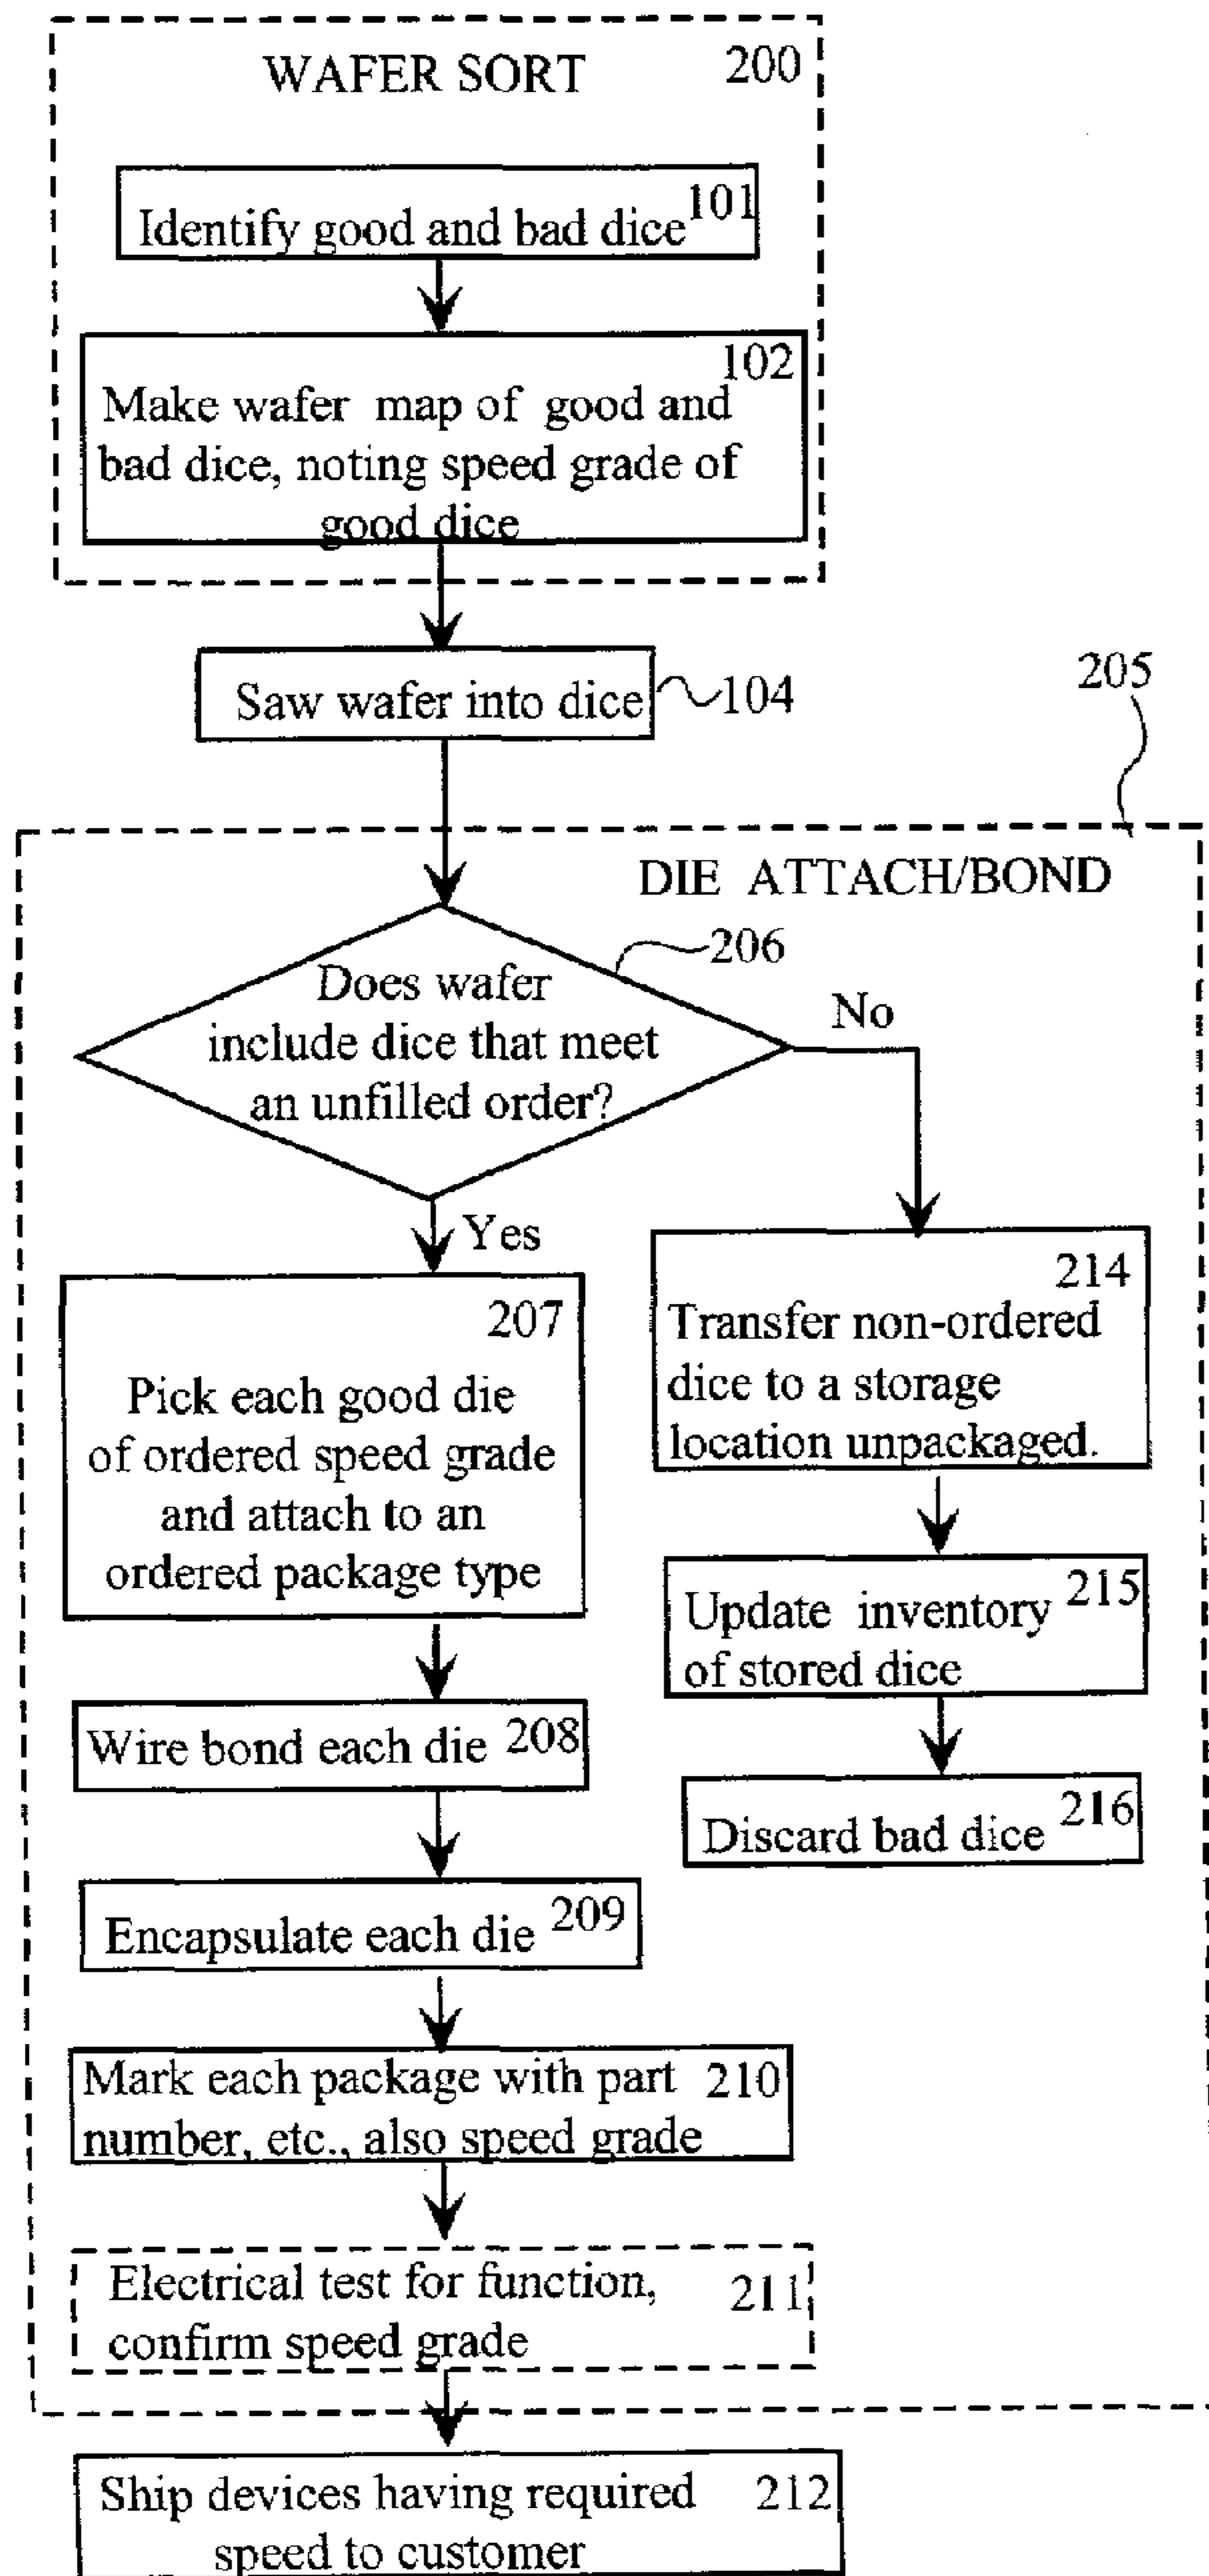 WAFER SORT 200
Identify good and bad dice 101
102
Make wafer map of good and
bad dice, noting speed grade of
good dice
Saw wafer into dice 104
205
DIE ATTACH/BOND
206
Does wafer
include dice that meet
an unfilled order?
No
Yes
207
Pick each good die
of ordered speed grade
and attach to an
ordered package type
214
Transfer non-ordered
dice to a storage
location unpackaged.
Update inventory 215
of stored dice
Wire bond each die 208
Discard bad dice 216
Encapsulate each die 209
Mark each package with part 210
number, etc., also speed grade
Electrical test for function, 211
confirm speed grade
Ship devices having required 212
speed to customer